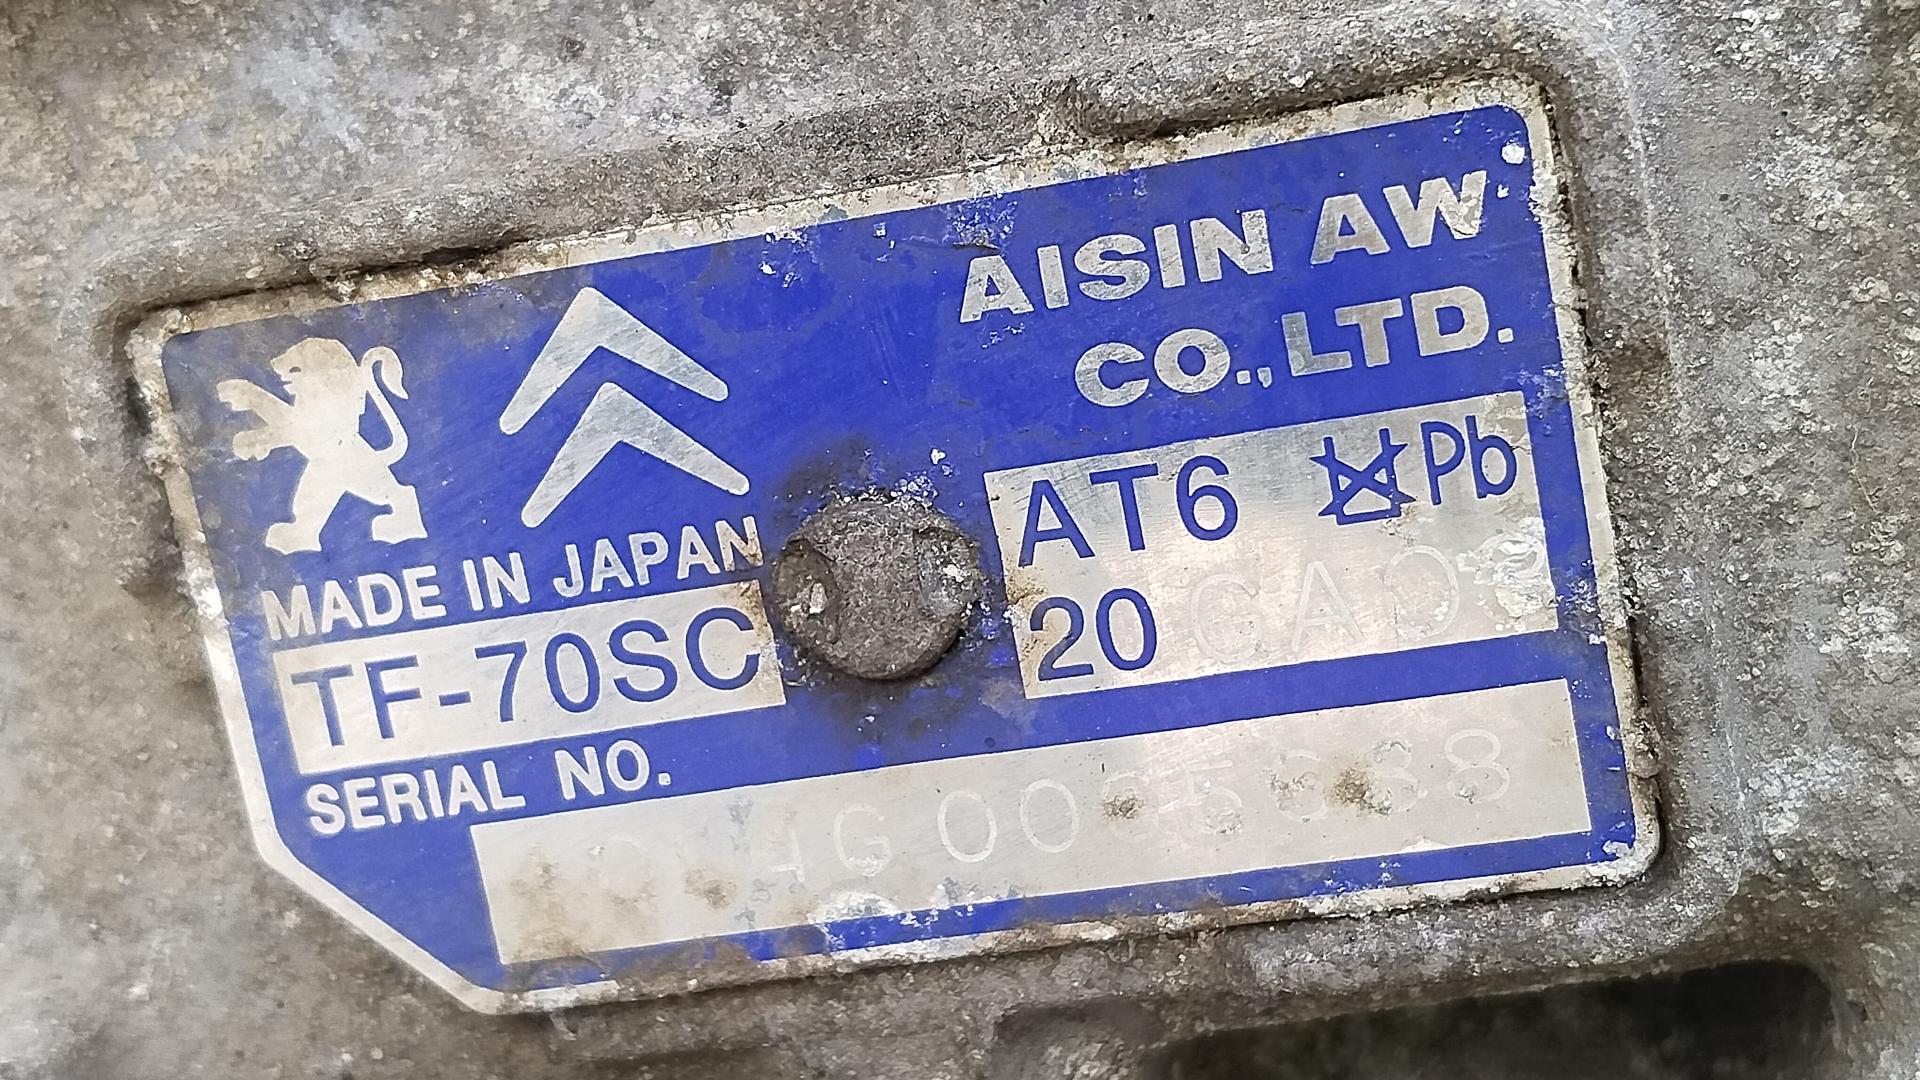 AISIN AW
CO.,LTD.
MADE IN JAPAN
TF-70SC
AT6 Pb
20
SERIAL NO.